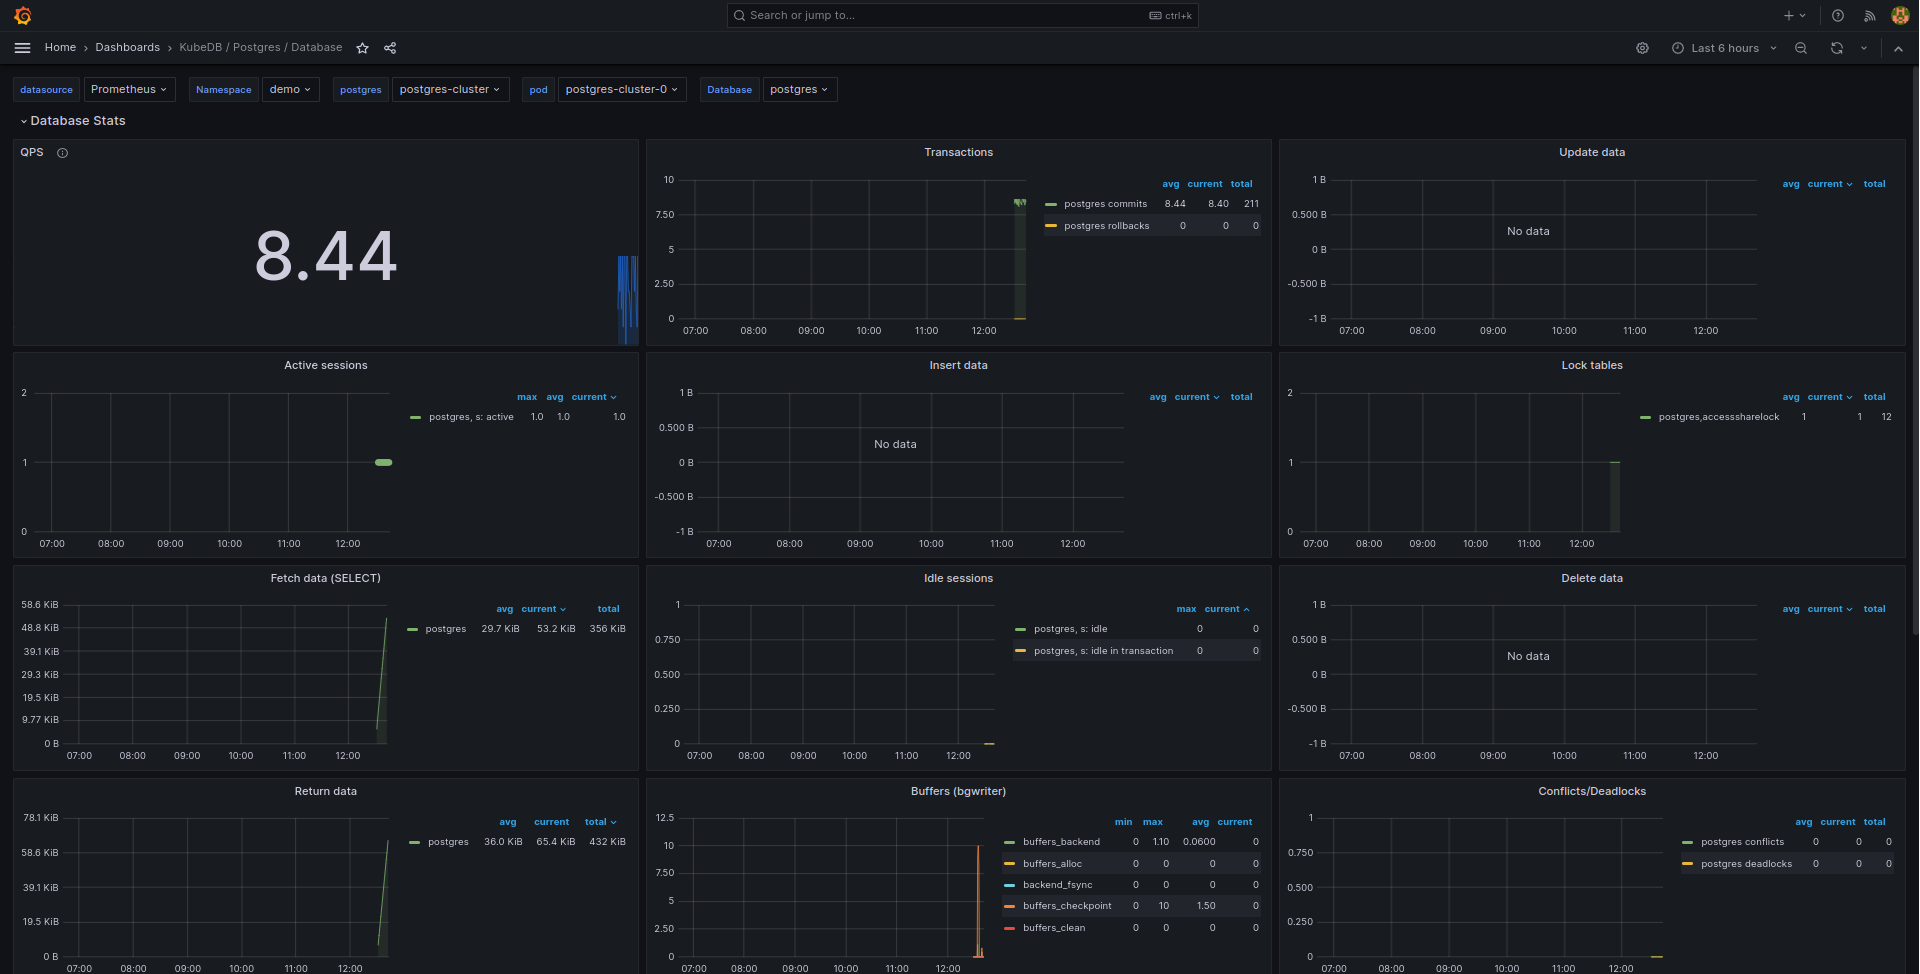 Search or jump to...
ctrl+k
Home › Dashboards › KubeDB / Postgres / Database
Last 6 hours
datasource Prometheus Namespace demo postgres postgres-cluster pod postgres-cluster-0 Database postgres
Database Stats
QPS
8.44
Transactions
10
7.50
5
2.50
0
07:00 08:00 09:00 10:00 11:00 12:00
avg current total
postgres commits 8.44 8.40 211
postgres rollbacks 0 0 0
Update data
1 B
0.500 B
0 B
-0.500 B
-1 B
No data
07:00 08:00 09:00 10:00 11:00 12:00
avg current total
Active sessions
2
1
0
07:00 08:00 09:00 10:00 11:00 12:00
max avg current
postgres, s: active 1.0 1.0 1.0
Insert data
1 B
0.500 B
0 B
-0.500 B
-1 B
No data
07:00 08:00 09:00 10:00 11:00 12:00
avg current total
Lock tables
2
1
0
07:00 08:00 09:00 10:00 11:00 12:00
avg current total
postgres,accesssharelock 1 1 12
Fetch data (SELECT)
58.6 KiB
48.8 KiB
39.1 KiB
29.3 KiB
19.5 KiB
9.77 KiB
0 B
07:00 08:00 09:00 10:00 11:00 12:00
avg current total
postgres 29.7 KiB 53.2 KiB 356 KiB
Idle sessions
1
0.750
0.500
0.250
0
07:00 08:00 09:00 10:00 11:00 12:00
max current
postgres, s: idle 0 0
postgres, s: idle in transaction 0 0
Delete data
1 B
0.500 B
0 B
-0.500 B
-1 B
No data
07:00 08:00 09:00 10:00 11:00 12:00
avg current total
Return data
78.1 KiB
58.6 KiB
39.1 KiB
19.5 KiB
0 B
07:00 08:00 09:00 10:00 11:00 12:00
avg current total
postgres 36.0 KiB 65.4 KiB 432 KiB
Buffers (bgwriter)
12.5
10
7.50
5
2.50
0
07:00 08:00 09:00 10:00 11:00 12:00
min max avg current
buffers_backend 0 1.10 0.0600 0
buffers_alloc 0 0 0 0
backend_fsync 0 0 0 0
buffers_checkpoint 0 10 1.50 0
buffers_clean 0 0 0 0
Conflicts/Deadlocks
1
0.750
0.500
0.250
0
07:00 08:00 09:00 10:00 11:00 12:00
avg current total
postgres conflicts 0 0 0
postgres deadlocks 0 0 0